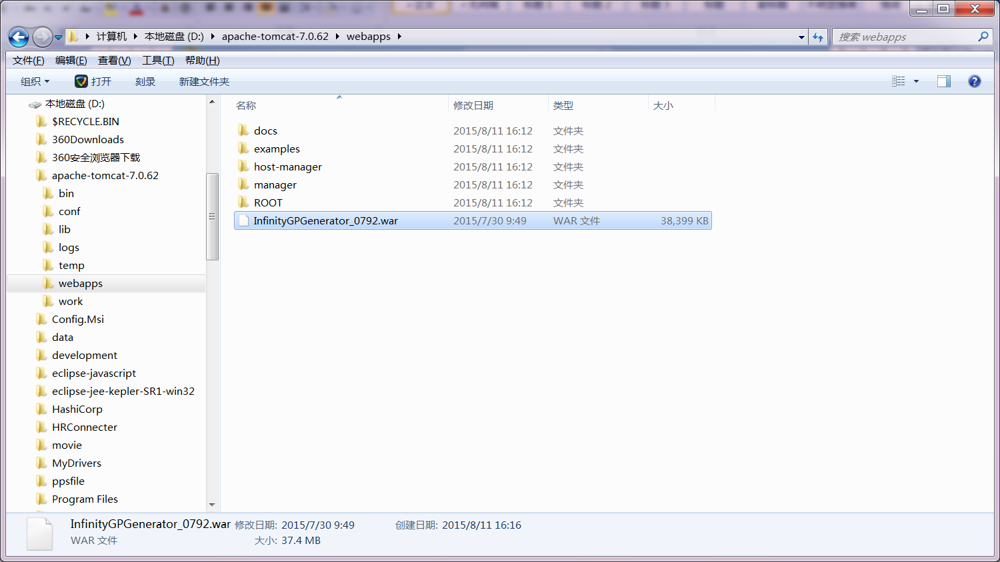 计算机 本地磁盘 (D:) apache-tomcat-7.0.62 webapps
搜索 webapps
文件(F) 编辑(E) 查看(V) 工具(T) 帮助(H)
组织 打开 刻录 新建文件夹
本地磁盘 (D:)
$RECYCLE.BIN
360Downloads
360安全浏览器下载
apache-tomcat-7.0.62
bin
conf
lib
logs
temp
webapps
work
Config.Msi
data
development
eclipse-javascript
eclipse-jee-kepler-SR1-win32
HashiCorp
HRConnecter
movie
MyDrivers
ppsfile
Program Files
名称 修改日期 类型 大小
docs 2015/8/11 16:12 文件夹
examples 2015/8/11 16:12 文件夹
host-manager 2015/8/11 16:12 文件夹
manager 2015/8/11 16:12 文件夹
ROOT 2015/8/11 16:12 文件夹
InfinityGPGenerator_0792.war 2015/7/30 9:49 WAR 文件 38,399 KB
InfinityGPGenerator_0792.war 修改日期: 2015/7/30 9:49 创建日期: 2015/8/11 16:16
WAR 文件 大小: 37.4 MB